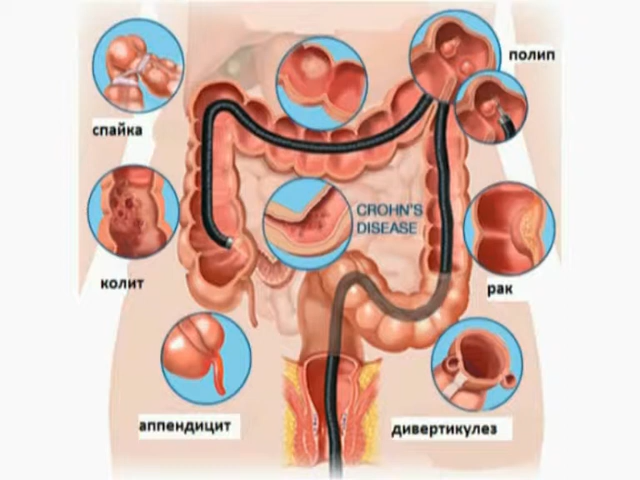 полип
спайка
CROHN'S
DISEASE
колит
рак
аппендицит
дивертикулез